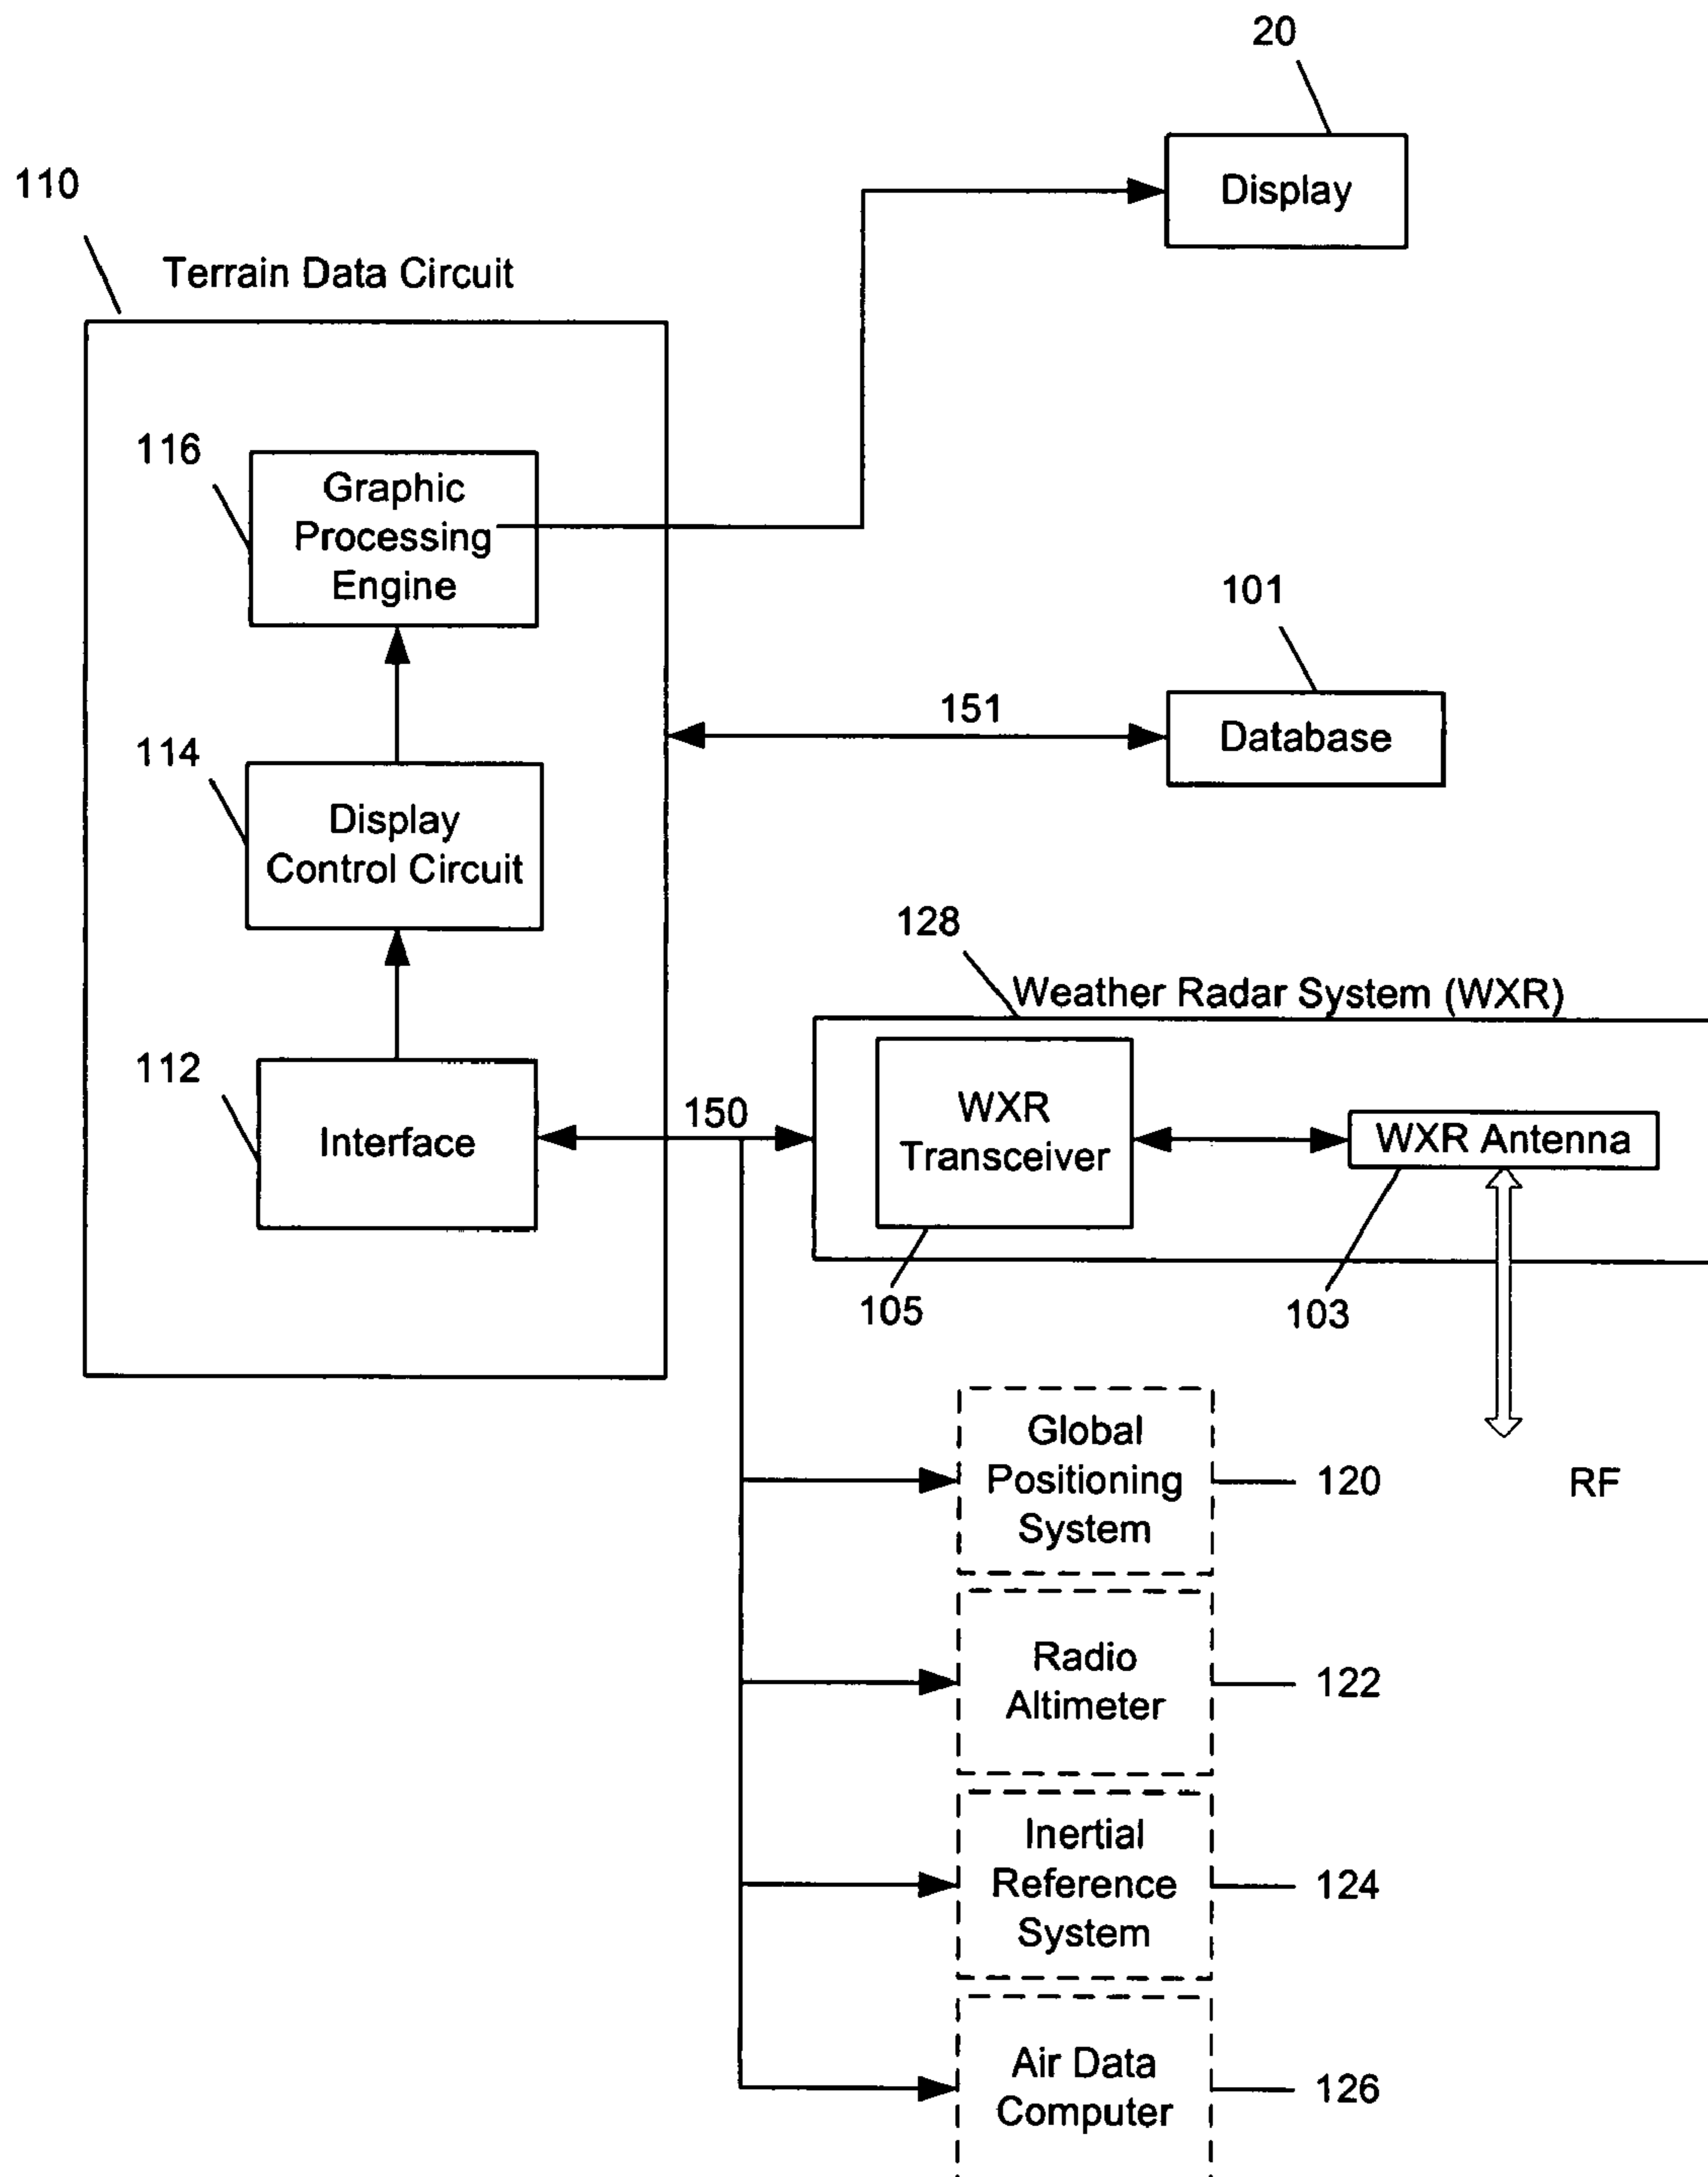 20
Display
110
Terrain Data Circuit
116
Graphic
Processing
Engine
101
151
Database
114
Display
Control Circuit
128
Weather Radar System (WXR)
112
Interface
150
WXR
Transceiver
WXR Antenna
105
103
Global
Positioning
System
120
RF
Radio
Altimeter
122
Inertial
Reference
System
124
Air Data
Computer
126